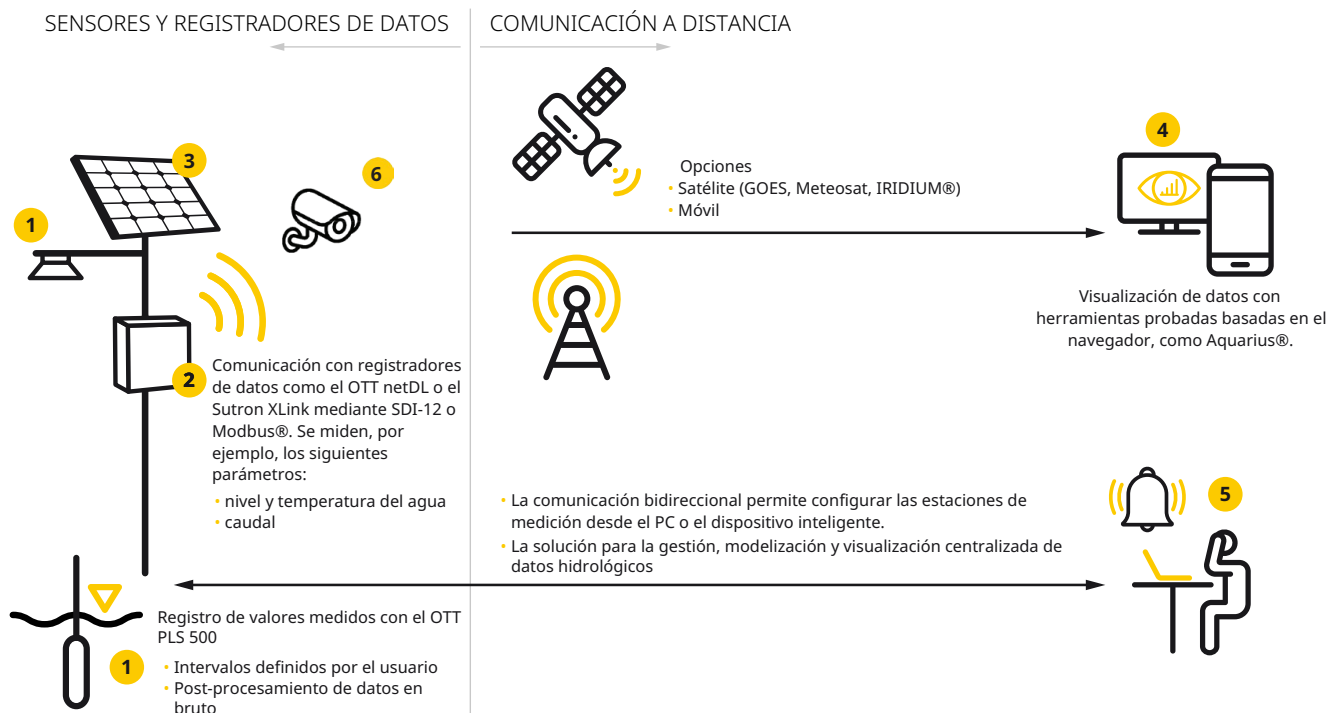 SENSORES Y REGISTRADORES DE DATOS
COMUNICACIÓN A DISTANCIA
3
6
1
2
Comunicación con registradores
de datos como el OTT netDL o el
Sutron XLink mediante SDI-12 o
Modbus®. Se miden, por
ejemplo, los siguientes
parámetros:
• nivel y temperatura del agua
• caudal
1
Registro de valores medidos con el OTT
PLS 500
• Intervalos definidos por el usuario
• Post-procesamiento de datos en
bruto
Opciones
• Satélite (GOES, Meteosat, IRIDIUM®)
• Móvil
4
Visualización de datos con
herramientas probadas basadas en el
navegador, como Aquarius®.
• La comunicación bidireccional permite configurar las estaciones de
medición desde el PC o el dispositivo inteligente.
• La solución para la gestión, modelización y visualización centralizada de
datos hidrológicos
5